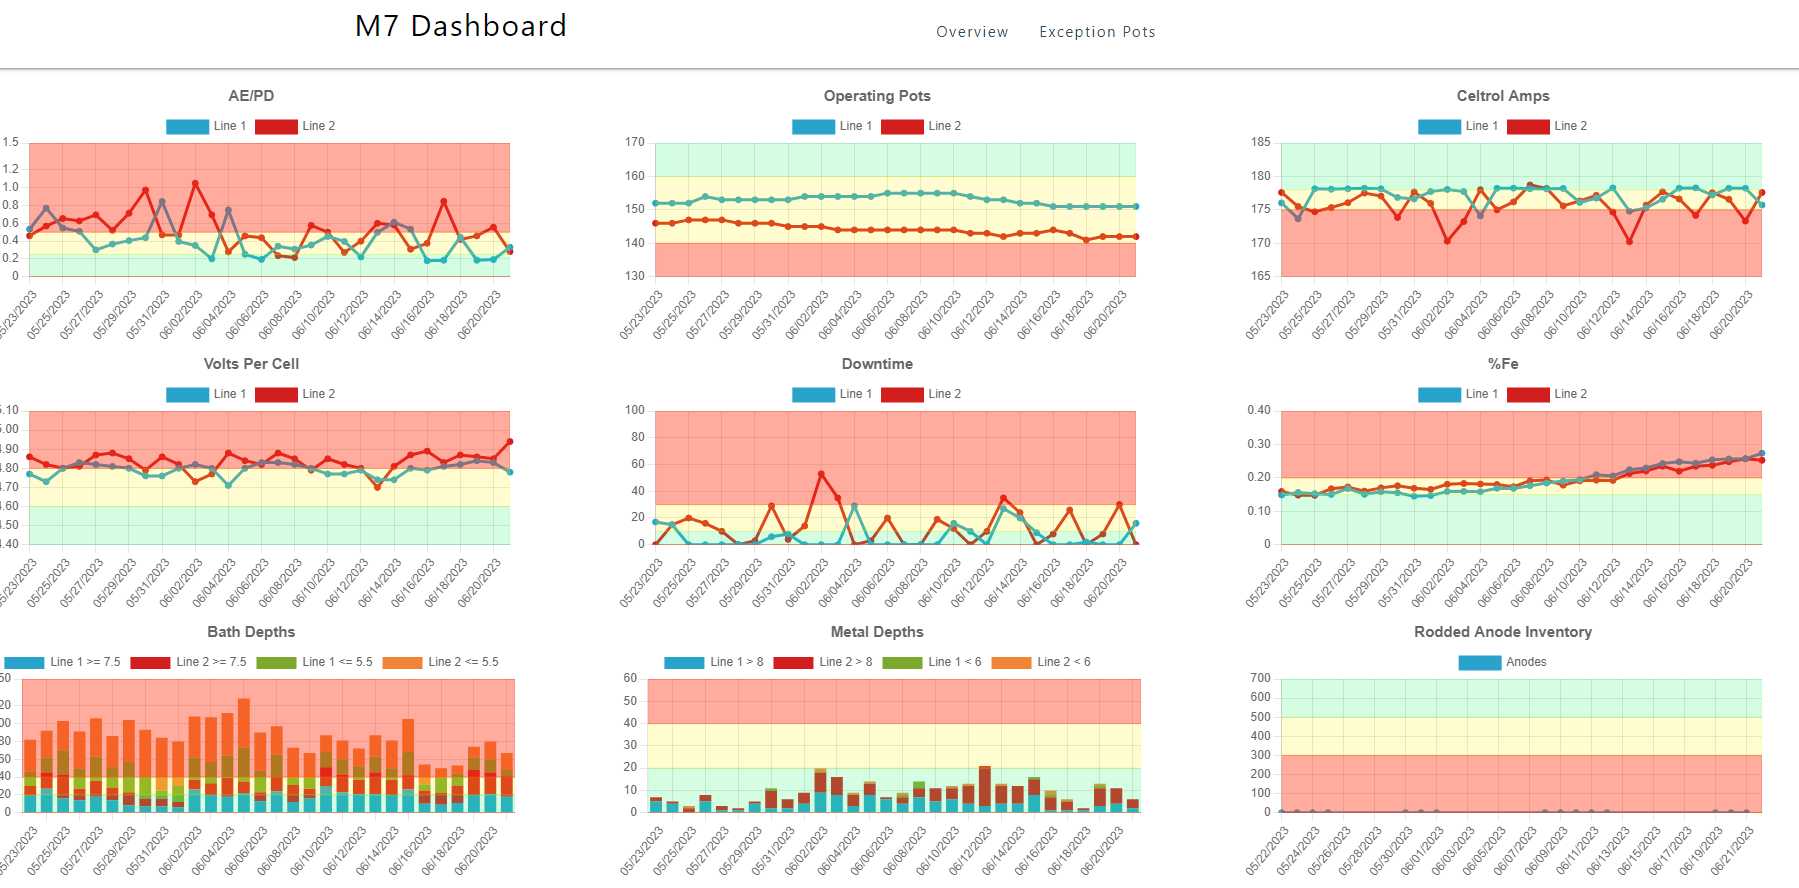 M7 Dashboard
Overview Exception Pots
AE/PD
Line 1 Line 2
1.5
1.2
1.0
0.8
0.6
0.4
0.2
0
05/23/2023 05/25/2023 05/27/2023 05/29/2023 05/31/2023 06/02/2023 06/04/2023 06/06/2023 06/08/2023 06/10/2023 06/12/2023 06/14/2023 06/16/2023 06/18/2023 06/20/2023
Operating Pots
Line 1 Line 2
170
160
150
140
130
05/23/2023 05/25/2023 05/27/2023 05/29/2023 05/31/2023 06/02/2023 06/04/2023 06/06/2023 06/08/2023 06/10/2023 06/12/2023 06/14/2023 06/16/2023 06/18/2023 06/20/2023
Celtrol Amps
Line 1 Line 2
185
180
175
170
165
05/23/2023 05/25/2023 05/27/2023 05/29/2023 05/31/2023 06/02/2023 06/04/2023 06/06/2023 06/08/2023 06/10/2023 06/12/2023 06/14/2023 06/16/2023 06/18/2023 06/20/2023
Volts Per Cell
Line 1 Line 2
5.10
5.00
4.90
4.80
4.70
4.60
4.50
4.40
05/23/2023 05/25/2023 05/27/2023 05/29/2023 05/31/2023 06/02/2023 06/04/2023 06/06/2023 06/08/2023 06/10/2023 06/12/2023 06/14/2023 06/16/2023 06/18/2023 06/20/2023
Downtime
Line 1 Line 2
100
80
60
40
20
0
05/23/2023 05/25/2023 05/27/2023 05/29/2023 05/31/2023 06/02/2023 06/04/2023 06/06/2023 06/08/2023 06/10/2023 06/12/2023 06/14/2023 06/16/2023 06/18/2023 06/20/2023
%Fe
Line 1 Line 2
0.40
0.30
0.20
0.10
0
05/23/2023 05/25/2023 05/27/2023 05/29/2023 05/31/2023 06/02/2023 06/04/2023 06/06/2023 06/08/2023 06/10/2023 06/12/2023 06/14/2023 06/16/2023 06/18/2023 06/20/2023
Bath Depths
Line 1 >= 7.5 Line 2 >= 7.5 Line 1 <= 5.5 Line 2 <= 5.5
50
20
00
80
60
40
20
0
05/23/2023 05/25/2023 05/27/2023 05/29/2023 05/31/2023 06/02/2023 06/04/2023 06/06/2023 06/08/2023 06/10/2023 06/12/2023 06/14/2023 06/16/2023 06/18/2023 06/20/2023
Metal Depths
Line 1 > 8 Line 2 > 8 Line 1 < 6 Line 2 < 6
60
50
40
30
20
10
0
05/23/2023 05/25/2023 05/27/2023 05/29/2023 05/31/2023 06/02/2023 06/04/2023 06/06/2023 06/08/2023 06/10/2023 06/12/2023 06/14/2023 06/16/2023 06/18/2023 06/20/2023
Rodded Anode Inventory
Anodes
700
600
500
400
300
200
100
0
05/22/2023 05/24/2023 05/26/2023 05/28/2023 05/30/2023 06/01/2023 06/03/2023 06/05/2023 06/07/2023 06/09/2023 06/11/2023 06/13/2023 06/15/2023 06/17/2023 06/19/2023 06/21/2023